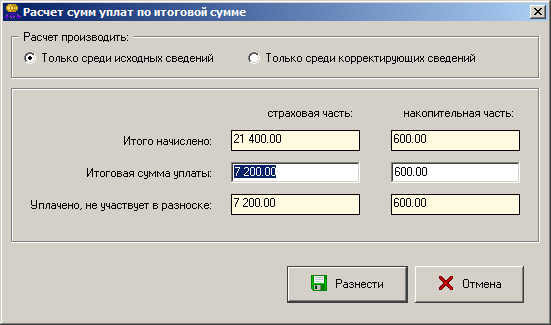 Расчет сумм уплат по итоговой сумме
Расчет производить:
Только среди исходных сведений Только среди корректирующих сведений
страховая часть: накопительная часть:
Итого начислено: 21 400.00 600.00
Итоговая сумма уплаты: 7 200.00 600.00
Уплачено, не участвует в разноске: 7 200.00 600.00
Разнести Отмена